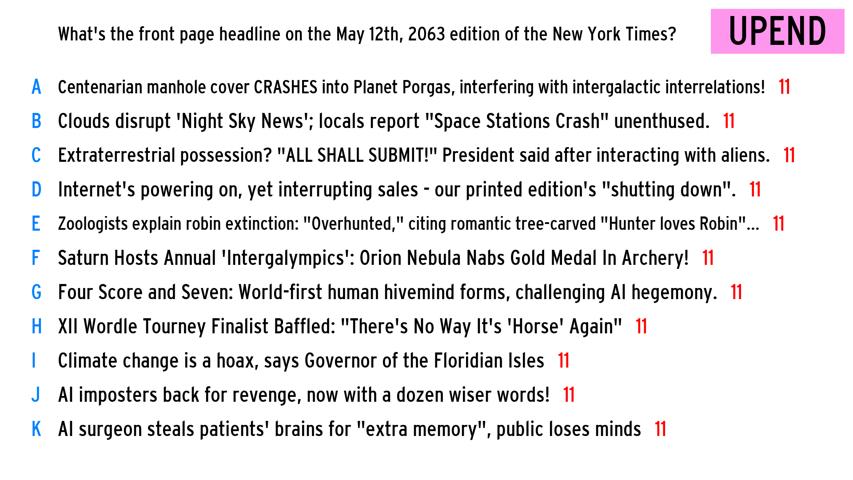 What's the front page headline on the May 12th, 2063 edition of the New York Times?
UPEND
A Centenarian manhole cover CRASHES into Planet Porgas, interfering with intergalactic interrelations! 11
B Clouds disrupt 'Night Sky News'; locals report "Space Stations Crash" unenthused. 11
C Extraterrestrial possession? "ALL SHALL SUBMIT!" President said after interacting with aliens. 11
D Internet's powering on, yet interrupting sales - our printed edition's "shutting down". 11
E Zoologists explain robin extinction: "Overhunted," citing romantic tree-carved "Hunter loves Robin"... 11
F Saturn Hosts Annual 'Intergalympics': Orion Nebula Nabs Gold Medal In Archery! 11
G Four Score and Seven: World-first human hivemind forms, challenging AI hegemony. 11
H XII Wordle Tourney Finalist Baffled: "There's No Way It's 'Horse' Again" 11
I Climate change is a hoax, says Governor of the Floridian Isles 11
J AI imposters back for revenge, now with a dozen wiser words! 11
K AI surgeon steals patients' brains for "extra memory", public loses minds 11